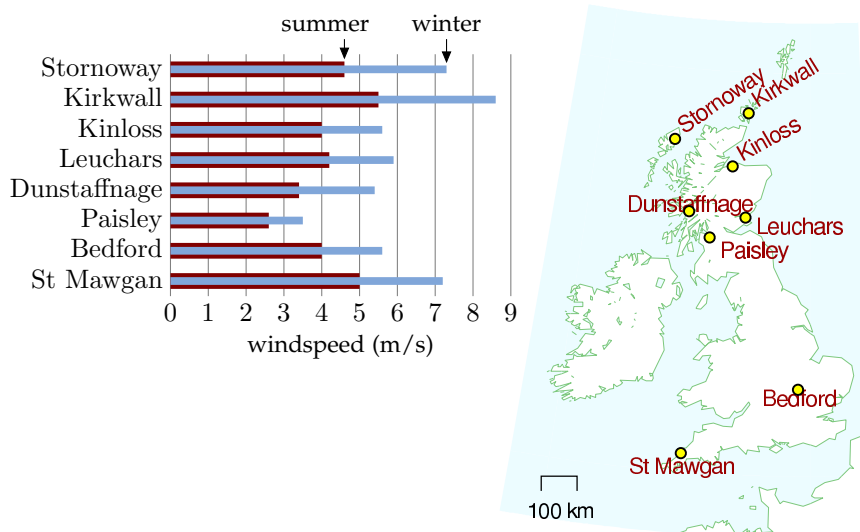 summer winter
Stornoway
Kirkwall
Kinloss
Leuchars
Dunstaffnage
Paisley
Bedford
St Mawgan
0 1 2 3 4 5 6 7 8 9
windspeed (m/s)
Stornoway
Kirkwall
Kinloss
Dunstaffnage
Leuchars
Paisley
Bedford
St Mawgan
100 km